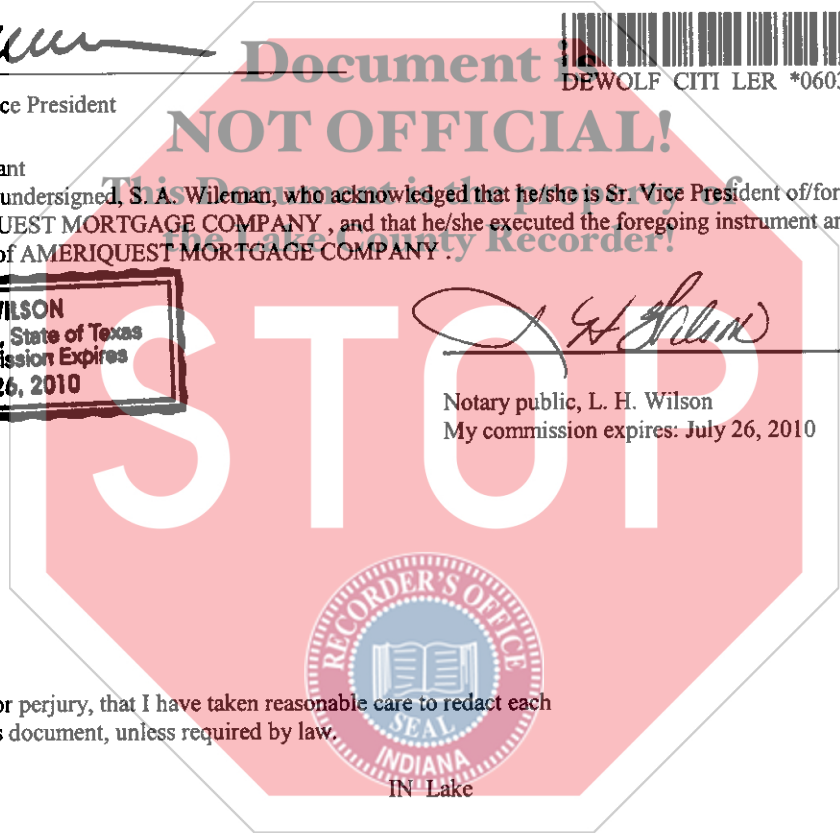 Document is
DEWOLF CITI LER *0603
ce President
NOT OFFICIAL!
ant
This Document is the property of
undersigned, S. A. Wileman, who acknowledged that he/she is Sr. Vice President of/for
UEST MORTGAGE COMPANY , and that he/she executed the foregoing instrument an
the Lake County Recorder!
of AMERIQUEST MORTGAGE COMPANY .
WILSON
, State of Texas
ission Expires
26, 2010
STOP
Notary public, L. H. Wilson
My commission expires: July 26, 2010
RECORDER'S OFFICE
or perjury, that I have taken reasonable care to redact each
SEAL
s document, unless required by law.
INDIANA
IN Lake